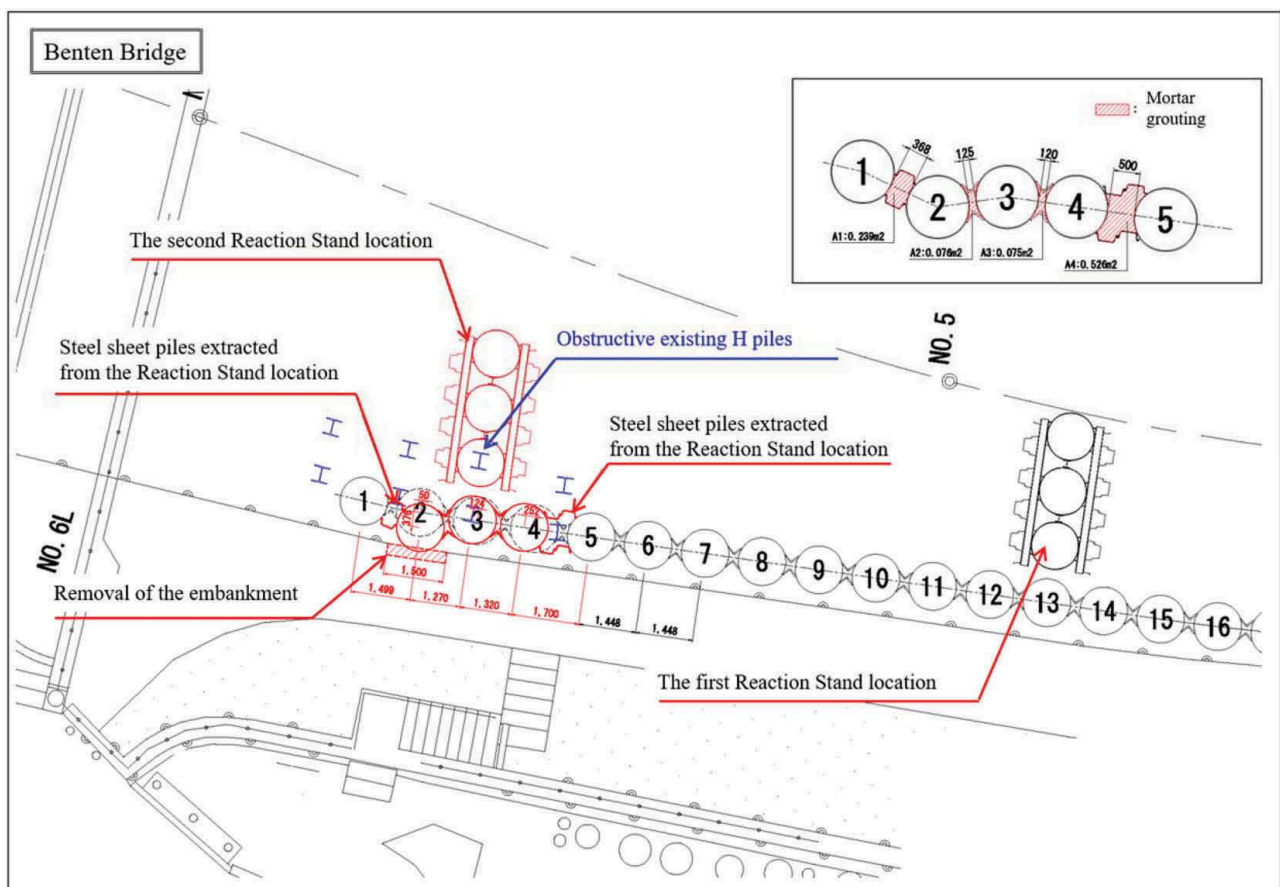 Benten Bridge
Mortar
grouting
368
125
120
500
1
2
3
4
5
A1:0.239m2
A2:0.076m2
A3:0.075m2
A4:0.526m2
The second Reaction Stand location
Steel sheet piles extracted
from the Reaction Stand location
Obstructive existing H piles
NO. 5
Steel sheet piles extracted
from the Reaction Stand location
NO. 6L
50
124
252
376
1 2 3 4 5 6 7 8 9 10 11 12 13 14 15 16
Removal of the embankment
1,500
1,499
1,270
1,320
1,700
1,448
1,448
The first Reaction Stand location